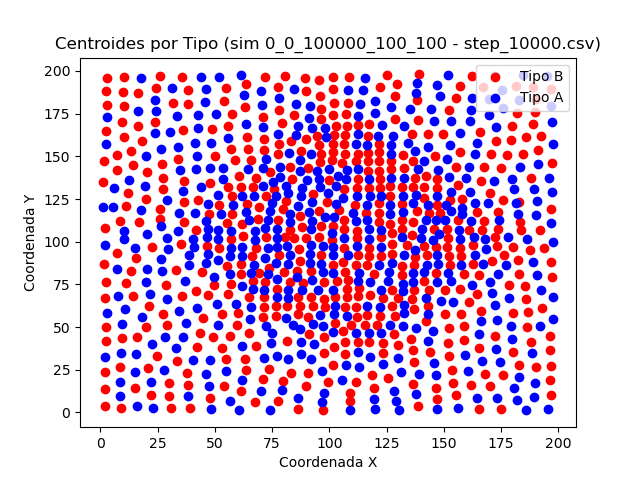 Centroides por Tipo (sim 0_0_100000_100_100 - step_10000.csv)
Tipo B
Tipo A
200
175
150
125
100
75
50
25
0
Coordenada Y
0 25 50 75 100 125 150 175 200
Coordenada X